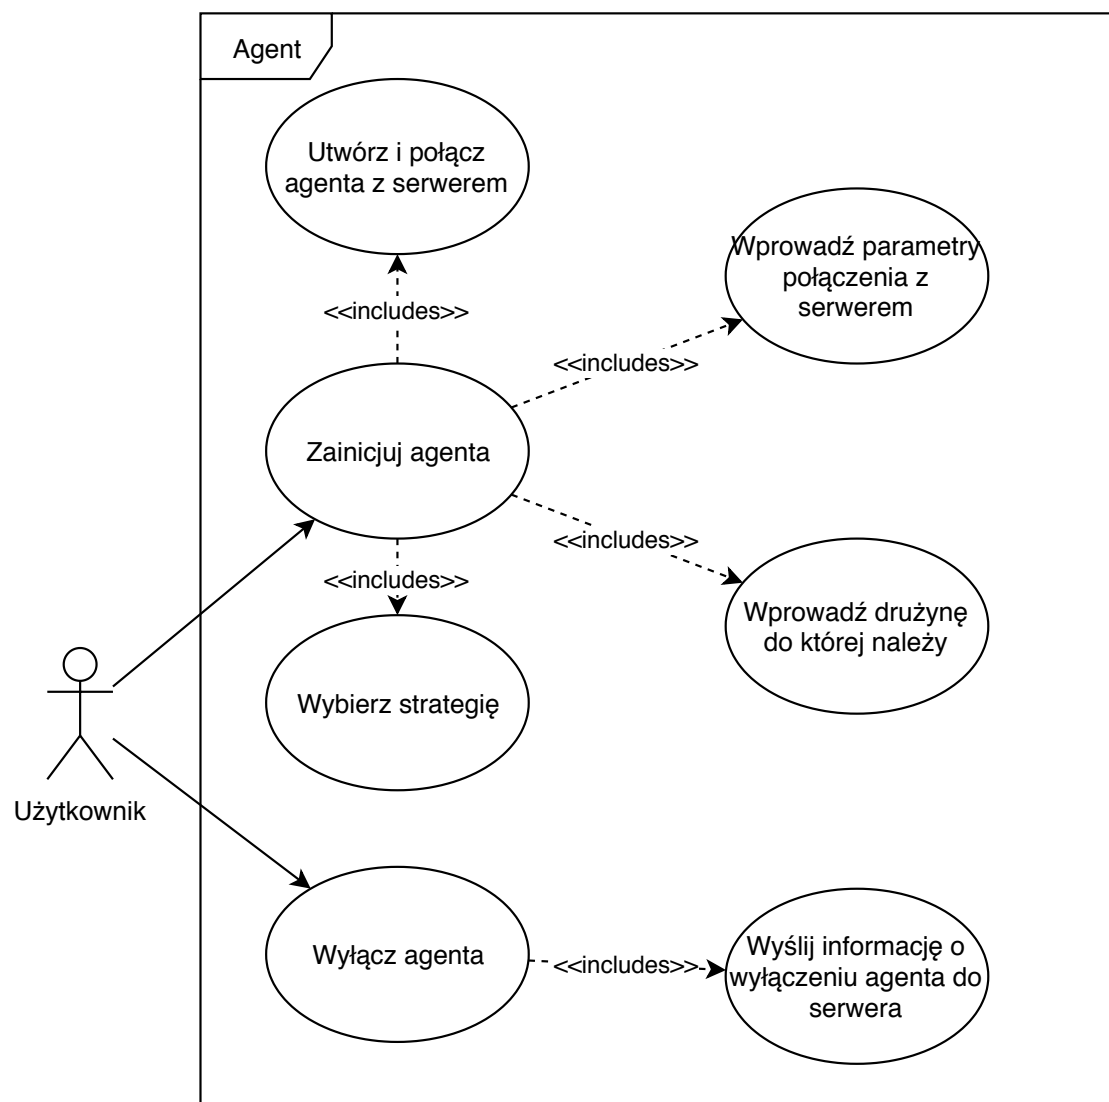 Agent
Utwórz i połącz
agenta z serwerem
Wprowadź parametry
połączenia z
serwerem
<<includes>>
<<includes>>
Zainicjuj agenta
<<includes>>
<<includes>>
Wprowadź drużynę
do której należy
Wybierz strategię
Użytkownik
Wyłącz agenta
<<includes>>
Wyślij informację o
wyłączeniu agenta do
serwera